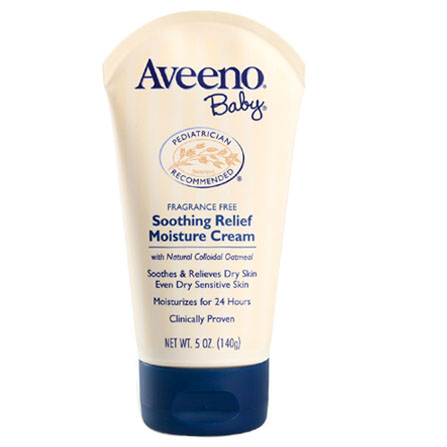 Aveeno®
Baby®
PEDIATRICIAN
RECOMMENDED®
FRAGRANCE FREE
Soothing Relief
Moisture Cream
with Natural Colloidal Oatmeal
Soothes & Relieves Dry Skin
Even Dry Sensitive Skin
Moisturizes for 24 Hours
Clinically Proven
NET WT. 5 OZ. (140g)